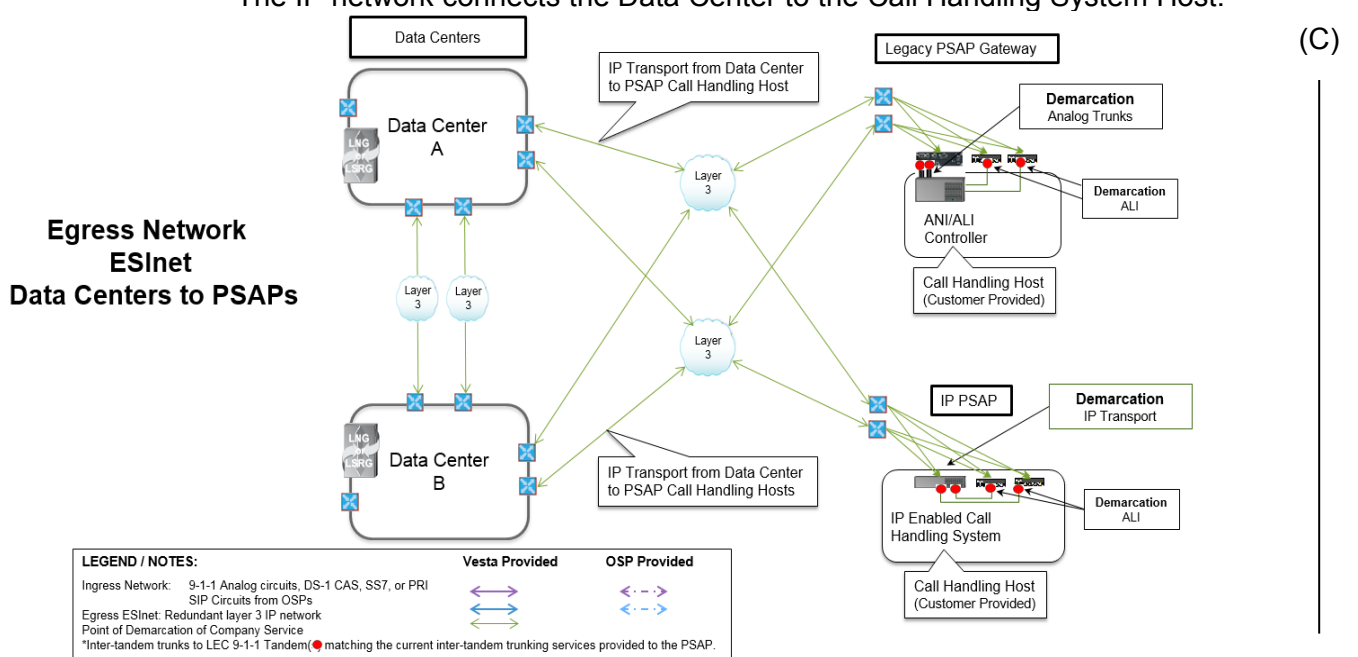 The IP network connects the Data Center to the Call Handling System Host.
(C)
Data Centers
Legacy PSAP Gateway
IP Transport from Data Center
to PSAP Call Handling Host
Demarcation
Analog Trunks
Data Center
A
LNG
or
LSRG
Layer
3
Demarcation
ALI
ANI/ALI
Controller
Egress Network
ESInet
Data Centers to PSAPs
Call Handling Host
(Customer Provided)
Layer
3
Layer
3
Layer
3
IP PSAP
Demarcation
IP Transport
LNG
or
LSRG
Data Center
B
IP Transport from Data Center
to PSAP Call Handling Hosts
Demarcation
ALI
IP Enabled Call
Handling System
LEGEND / NOTES:
Vesta Provided
OSP Provided
Ingress Network: 9-1-1 Analog circuits, DS-1 CAS, SS7, or PRI
SIP Circuits from OSPs
Egress ESInet: Redundant layer 3 IP network
Point of Demarcation of Company Service
*Inter-tandem trunks to LEC 9-1-1 Tandem( matching the current inter-tandem trunking services provided to the PSAP.
Call Handling Host
(Customer Provided)